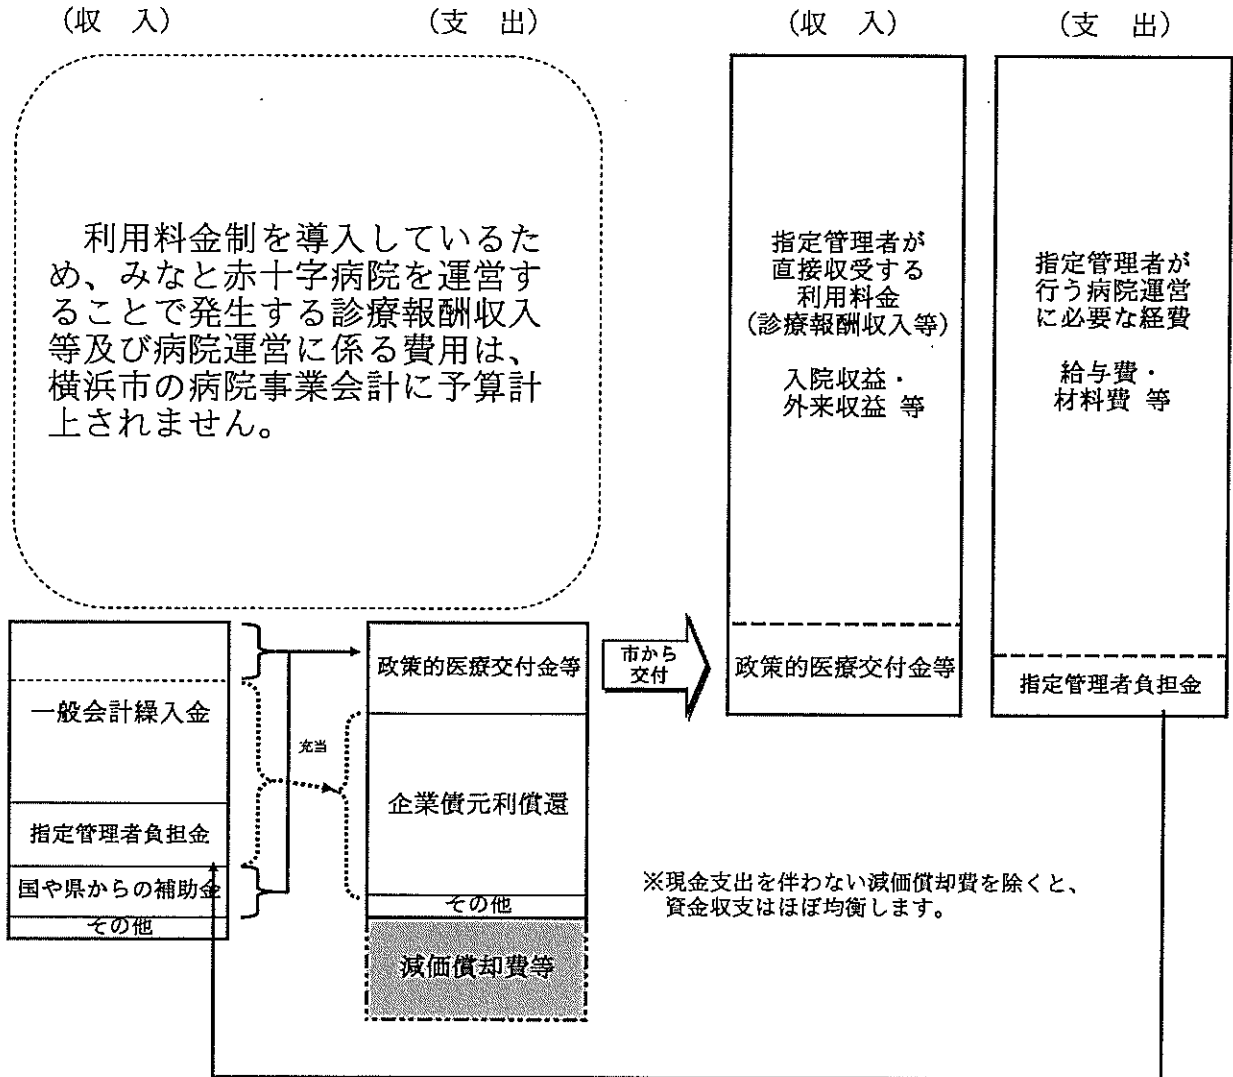 （収　入）
（支　出）
（収　入）
（支　出）
利用料金制を導入しているた
め、みなと赤十字病院を運営す
ることで発生する診療報酬収入
等及び病院運営に係る費用は、
横浜市の病院事業会計に予算計
上されません。
一般会計繰入金
指定管理者負担金
国や県からの補助金
その他
充当
政策的医療交付金等
企業債元利償還
その他
減価償却費等
市から
交付
指定管理者が
直接収受する
利用料金
（診療報酬収入等）
入院収益・
外来収益 等
政策的医療交付金等
指定管理者が
行う病院運営
に必要な経費
給与費・
材料費 等
指定管理者負担金
※現金支出を伴わない減価償却費を除くと、
資金収支はほぼ均衡します。